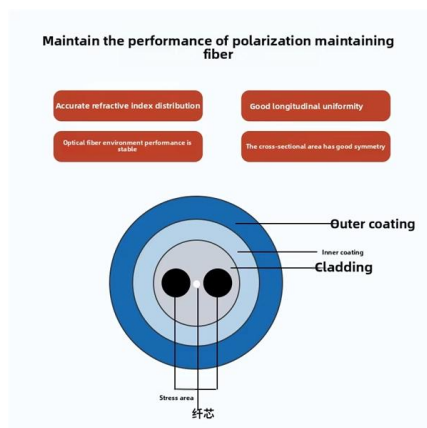 Maintain the performance of polarization maintaining
fiber
Accurate refractive index distribution
Good longitudinal uniformity
Optical fiber environment performance is
stable
The cross-sectional area has good symmetry
Outer coating
Inner coating
Cladding
Stress area
纤芯